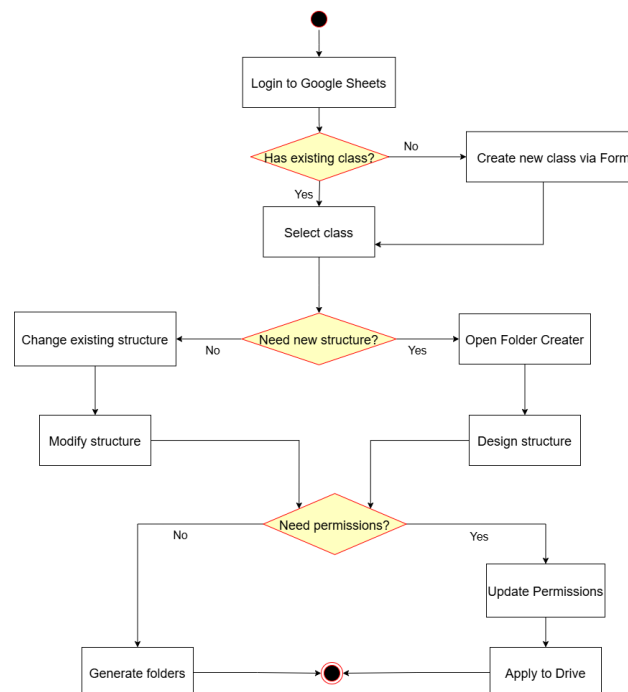 Login to Google Sheets
Has existing class?
No
Create new class via Form
Yes
Select class
Change existing structure
No
Need new structure?
Yes
Open Folder Creater
Modify structure
Design structure
Need permissions?
No
Yes
Update Permissions
Generate folders
Apply to Drive